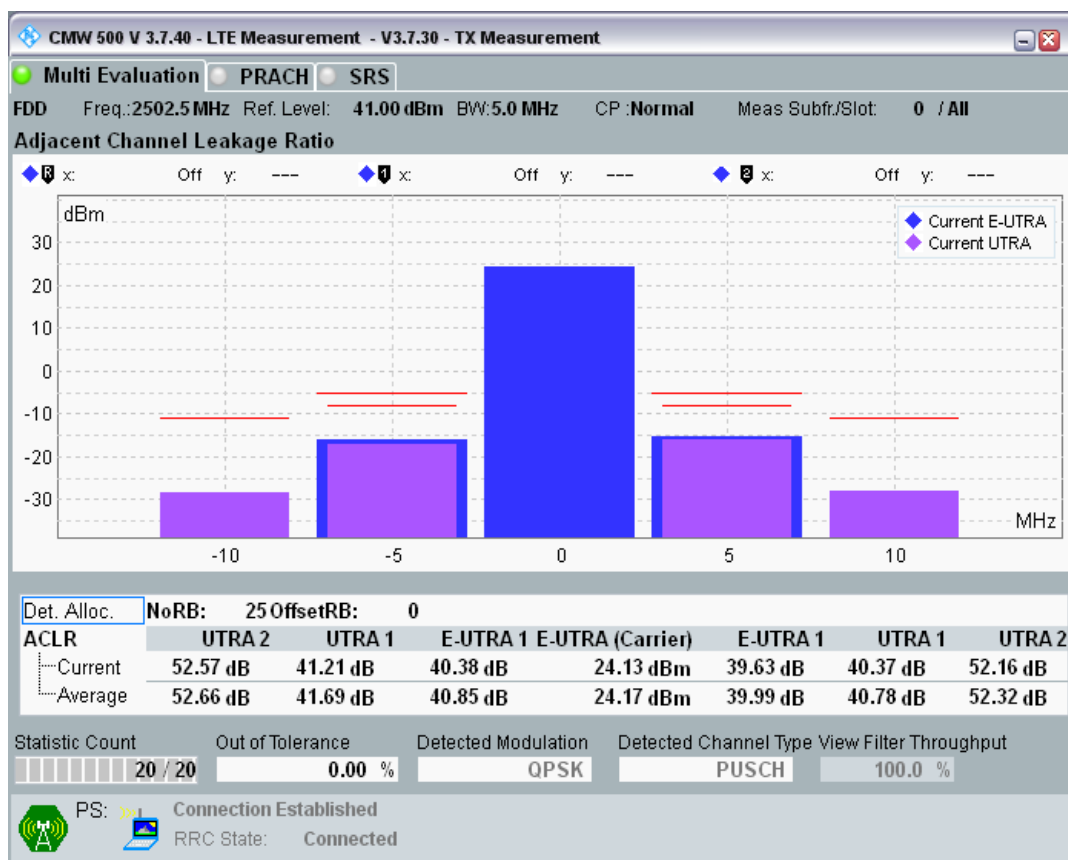 CMW 500 V 3.7.40 - LTE Measurement - V3.7.30 - TX Measurement
Multi Evaluation PRACH SRS
FDD Freq.:2502.5 MHz Ref. Level: 41.00 dBm BW:5.0 MHz CP :Normal Meas Subfr./Slot: 0 / All
Adjacent Channel Leakage Ratio
R x: Off y: --- 1 x: Off y: --- 2 x: Off y: ---
dBm
Current E-UTRA
Current UTRA
30
20
10
0
-10
-20
-30
MHz
-10 -5 0 5 10
Det. Alloc. NoRB: 25 OffsetRB: 0
ACLR UTRA 2 UTRA 1 E-UTRA 1 E-UTRA (Carrier) E-UTRA 1 UTRA 1 UTRA 2
Current 52.57 dB 41.21 dB 40.38 dB 24.13 dBm 39.63 dB 40.37 dB 52.16 dB
Average 52.66 dB 41.69 dB 40.85 dB 24.17 dBm 39.99 dB 40.78 dB 52.32 dB
Statistic Count Out of Tolerance Detected Modulation Detected Channel Type View Filter Throughput
20 / 20 0.00 % QPSK PUSCH 100.0 %
PS: Connection Established
RRC State: Connected